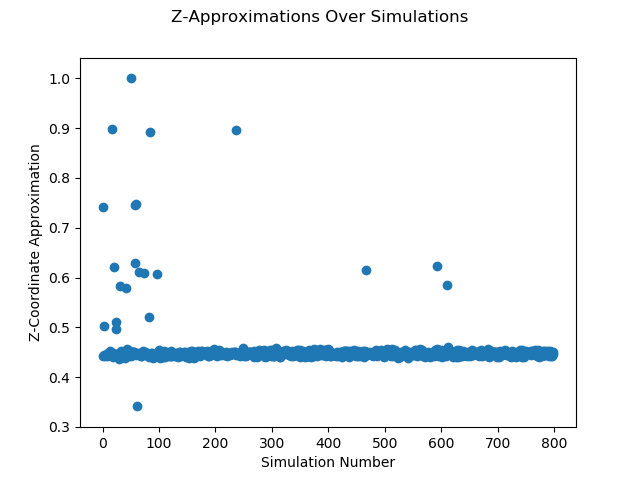 Z-Approximations Over Simulations
Z-Coordinate Approximation
1.0
0.9
0.8
0.7
0.6
0.5
0.4
0.3
0 100 200 300 400 500 600 700 800
Simulation Number